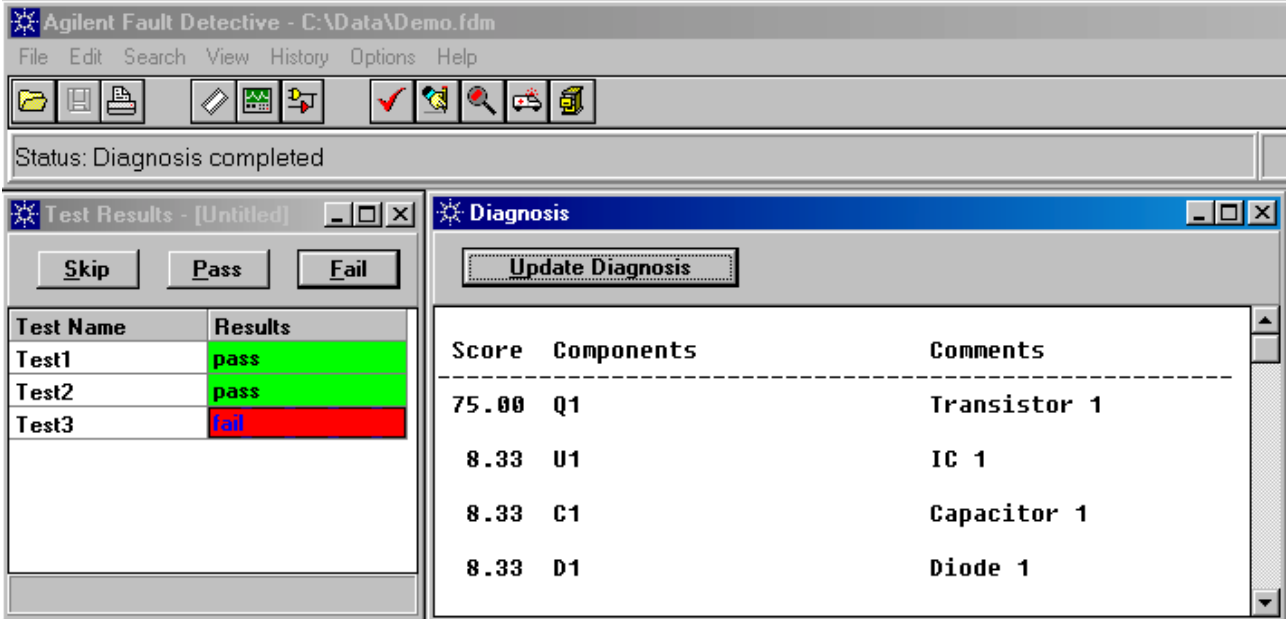 Agilent Fault Detective - C:\Data\Demo.fdm
File Edit Search View History Options Help
Status: Diagnosis completed
Test Results - [Untitled]
Skip Pass Fail
Test Name Results
Test1 pass
Test2 pass
Test3 fail
Diagnosis
Update Diagnosis
Score Components Comments
75.00 Q1 Transistor 1
8.33 U1 IC 1
8.33 C1 Capacitor 1
8.33 D1 Diode 1